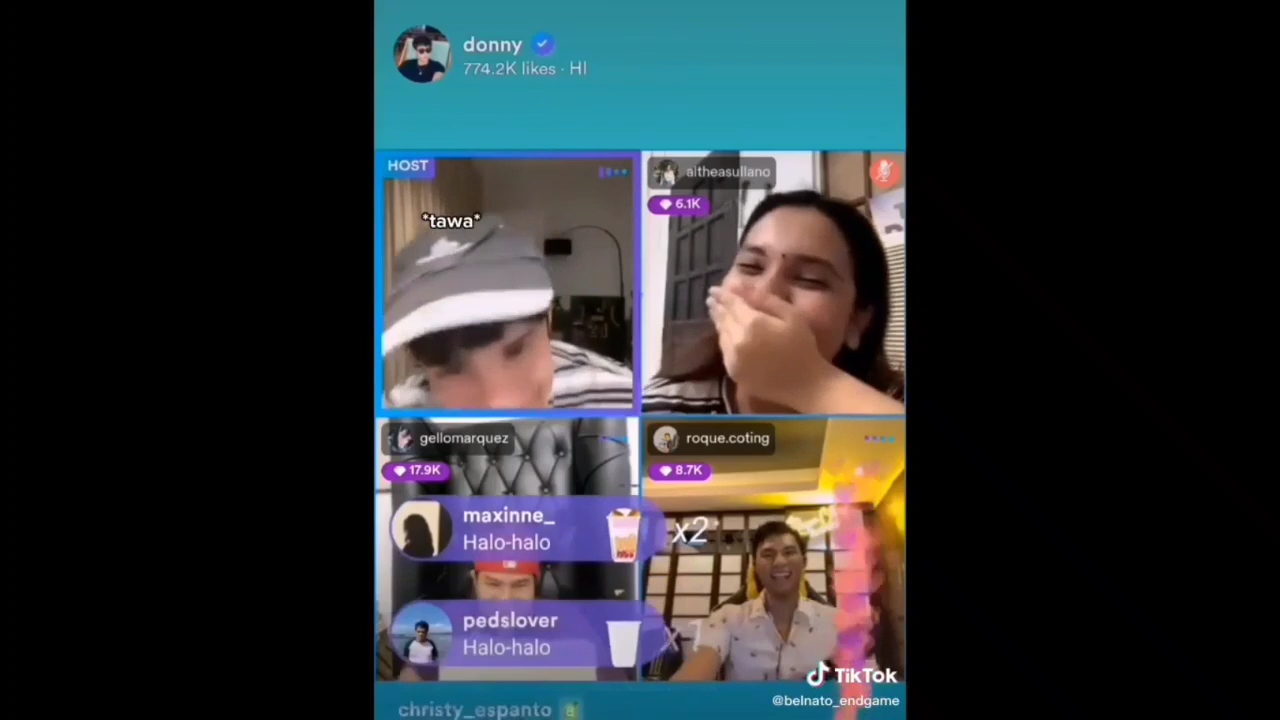 donny
774.2K likes · HI
HOST
*tawa*
altheasullano
6.1K
gellomarquez
17.9K
roque.coting
8.7K
maxinne_
Halo-halo
x2
pedslover
Halo-halo
x1
TikTok
@belnato_endgame
christy_espanto